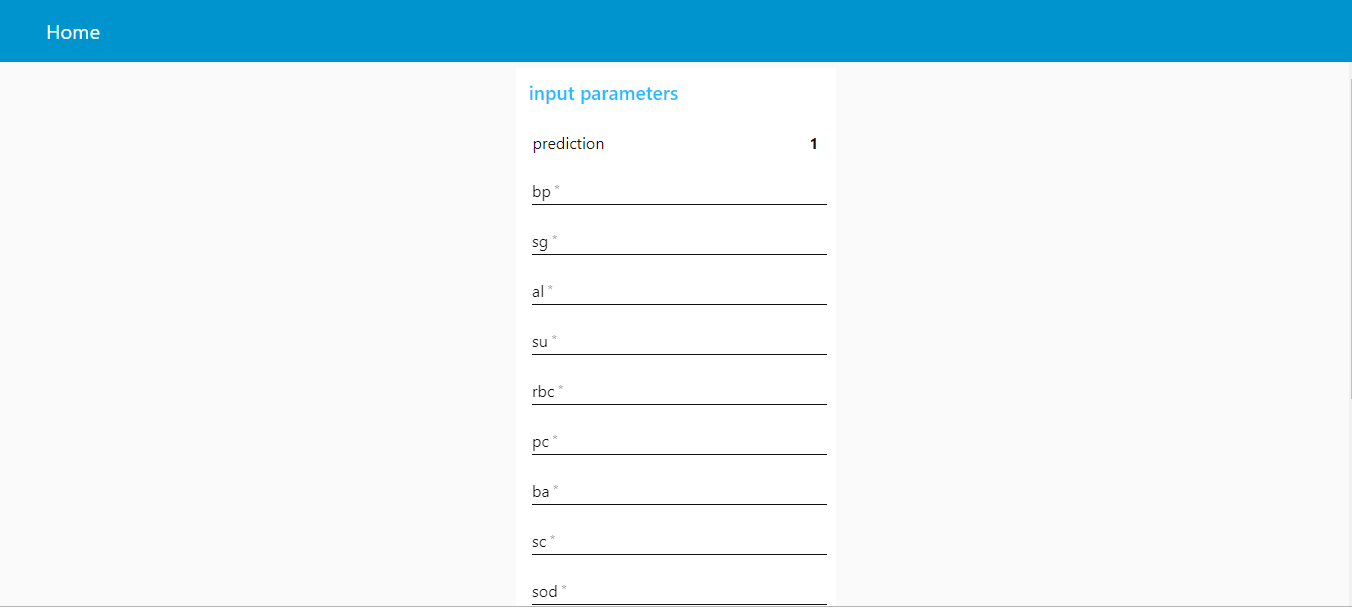 Home
input parameters
prediction 1
bp *
sg *
al *
su *
rbc *
pc *
ba *
sc *
sod *